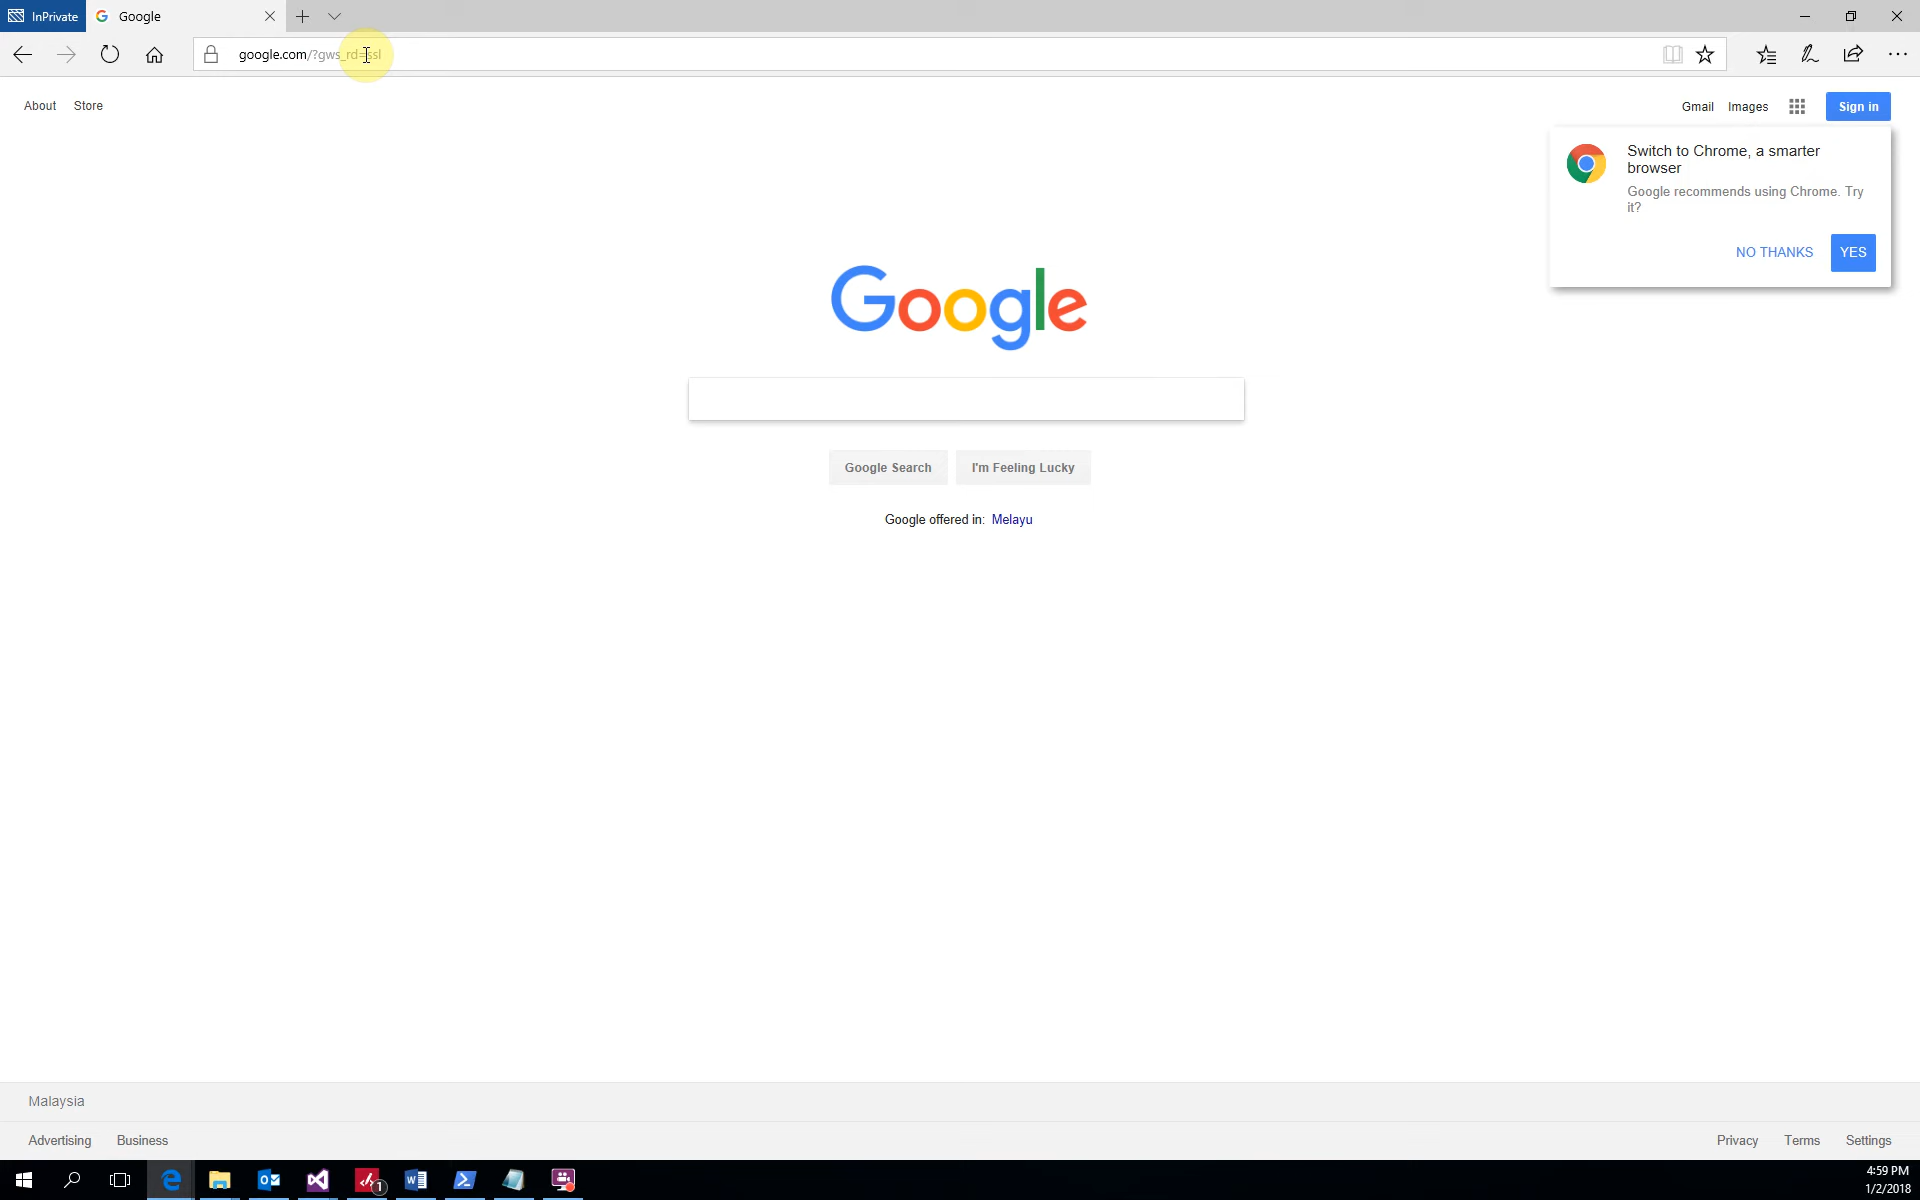 InPrivate
Google
google.com/?gws_rd=ssl
About Store
Gmail Images Sign in
Switch to Chrome, a smarter
browser
Google recommends using Chrome. Try
it?
NO THANKS YES
Google
Google Search I'm Feeling Lucky
Google offered in: Melayu
Malaysia
Advertising Business
Privacy Terms Settings
1
4:59 PM
1/2/2018